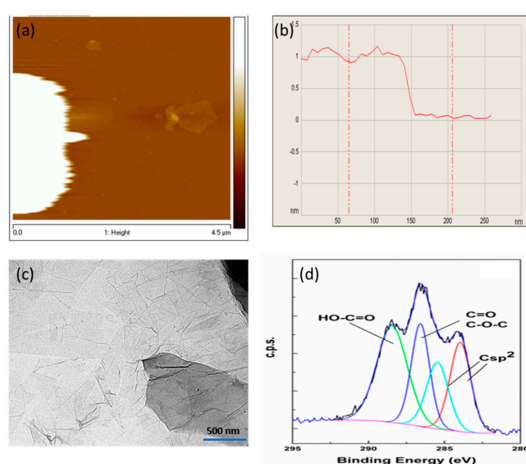 (a)
0.0
1: Height
4.5 µm
(b)
1.5
1
0.5
0
-0.5
-1
nm
0
50
100
150
200
250
nm
(c)
500 nm
(d)
HO-C=O
C=O
C-O-C
Csp2
c.p.s.
295
290
285
280
Binding Energy (eV)